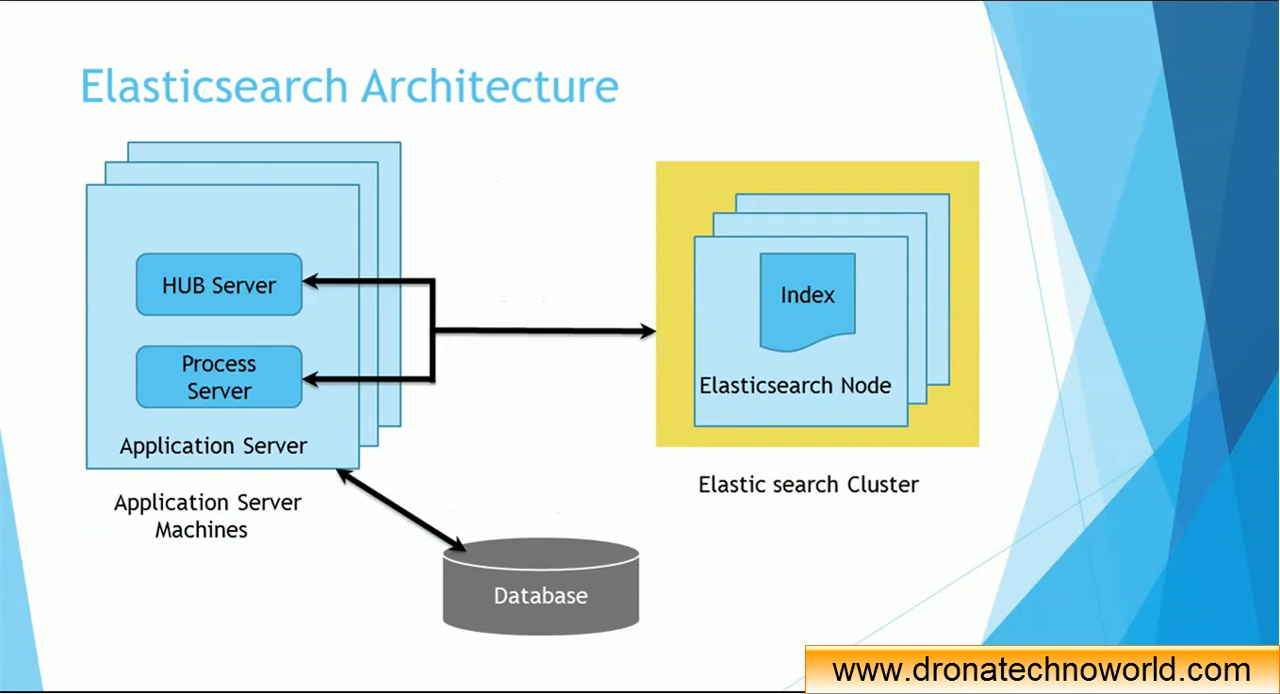 Elasticsearch Architecture
HUB Server
Process
Server
Application Server
Application Server
Machines
Index
Elasticsearch Node
Elastic search Cluster
Database
www.dronatechnoworld.com